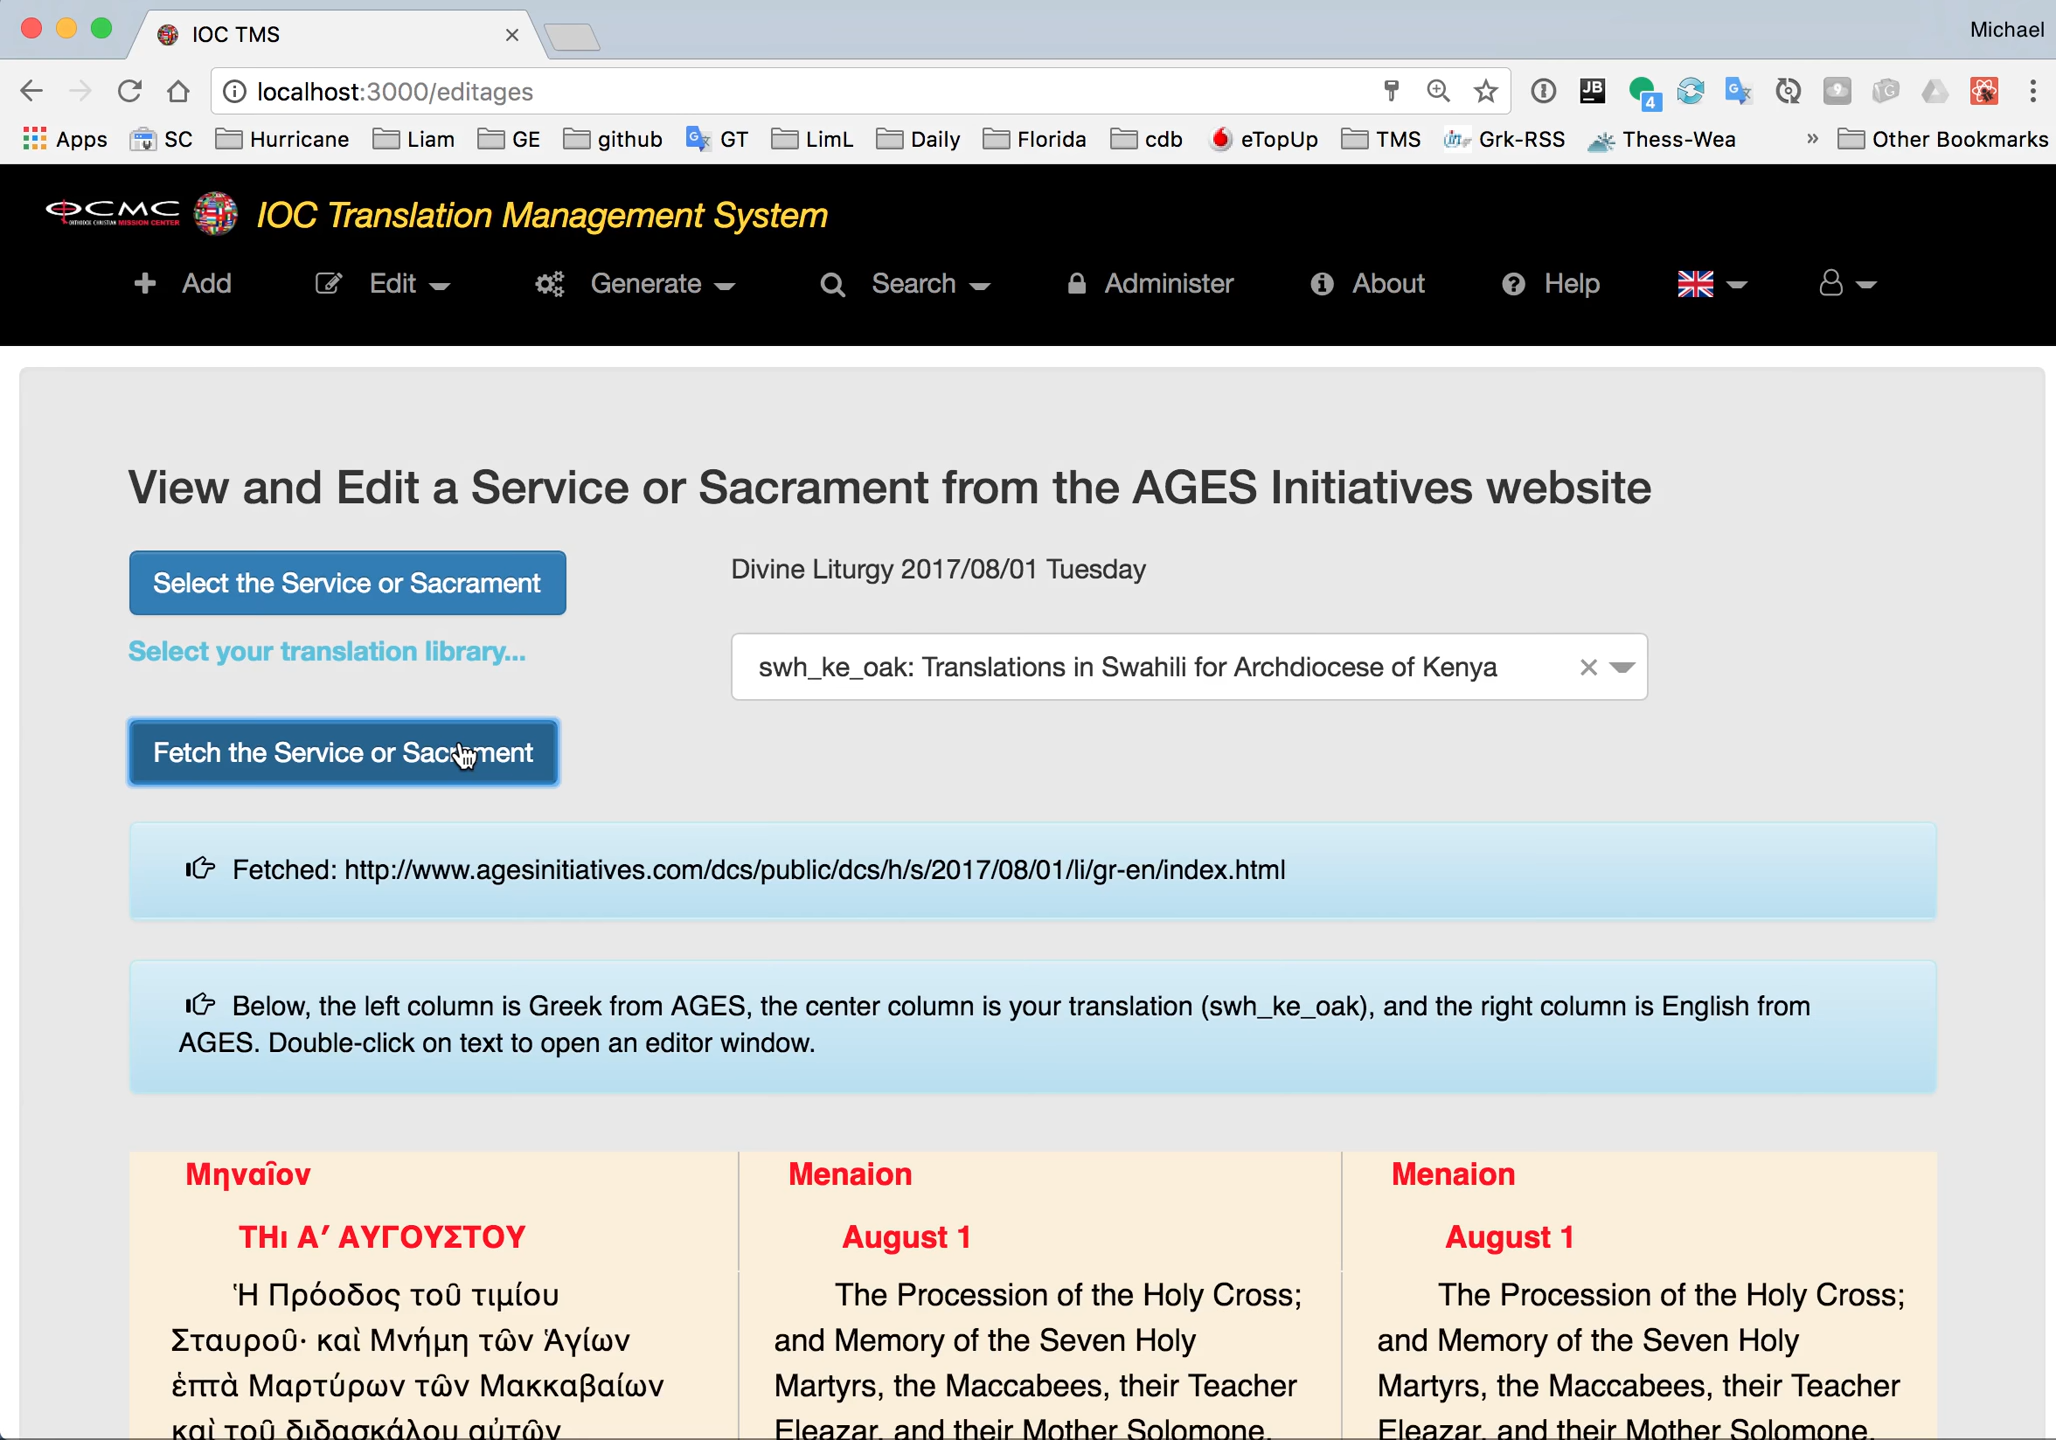 IOC TMS
Michael
localhost:3000/editages
JB
4
Apps SC Hurricane Liam GE github GT LimL Daily Florida cdb eTopUp TMS Grk-RSS Thess-Wea » Other Bookmarks
OCMC
ORTHODOX CHRISTIAN MISSION CENTER
IOC Translation Management System
Add Edit Generate Search Administer About Help
View and Edit a Service or Sacrament from the AGES Initiatives website
Select the Service or Sacrament
Divine Liturgy 2017/08/01 Tuesday
Select your translation library...
swh_ke_oak: Translations in Swahili for Archdiocese of Kenya
Fetch the Service or Sacrament
Fetched: http://www.agesinitiatives.com/dcs/public/dcs/h/s/2017/08/01/li/gr-en/index.html
Below, the left column is Greek from AGES, the center column is your translation (swh_ke_oak), and the right column is English from
AGES. Double-click on text to open an editor window.
Μηναῖον
ΤΗι Αʹ ΑΥΓΟΥΣΤΟΥ
Ἡ Πρόοδος τοῦ τιμίου
Σταυροῦ· καὶ Μνήμη τῶν Ἁγίων
ἑπτὰ Μαρτύρων τῶν Μακκαβαίων
καὶ τοῦ διδασκάλου αὐτῶν
Menaion
August 1
The Procession of the Holy Cross;
and Memory of the Seven Holy
Martyrs, the Maccabees, their Teacher
Eleazar, and their Mother Solomone.
Menaion
August 1
The Procession of the Holy Cross;
and Memory of the Seven Holy
Martyrs, the Maccabees, their Teacher
Eleazar, and their Mother Solomone.